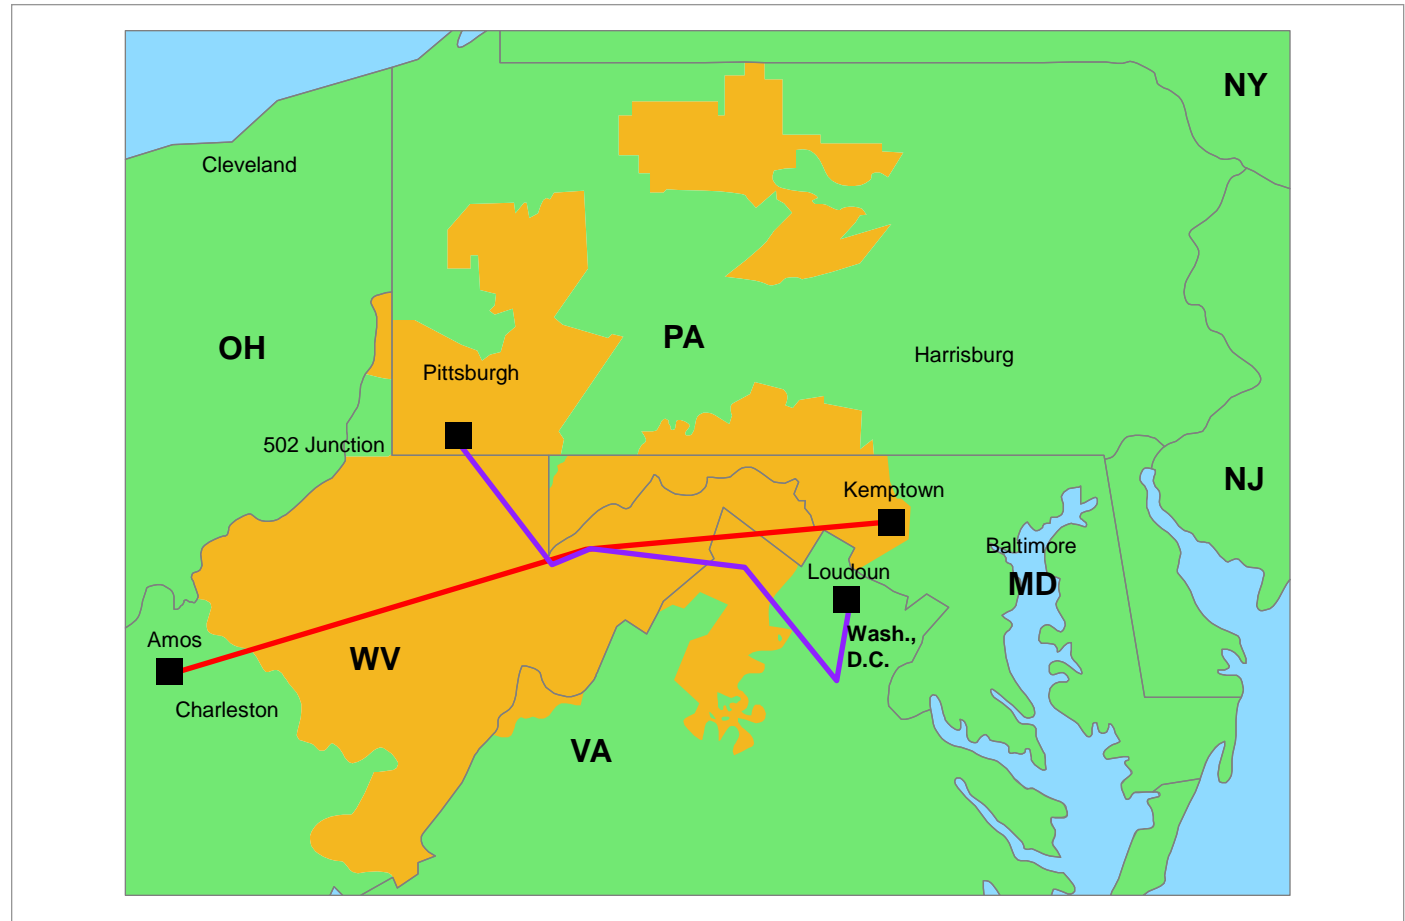 NY
Cleveland
OH
PA
Harrisburg
Pittsburgh
502 Junction
NJ
Kemptown
Baltimore
Loudoun
MD
Amos
Wash.,
D.C.
WV
Charleston
VA